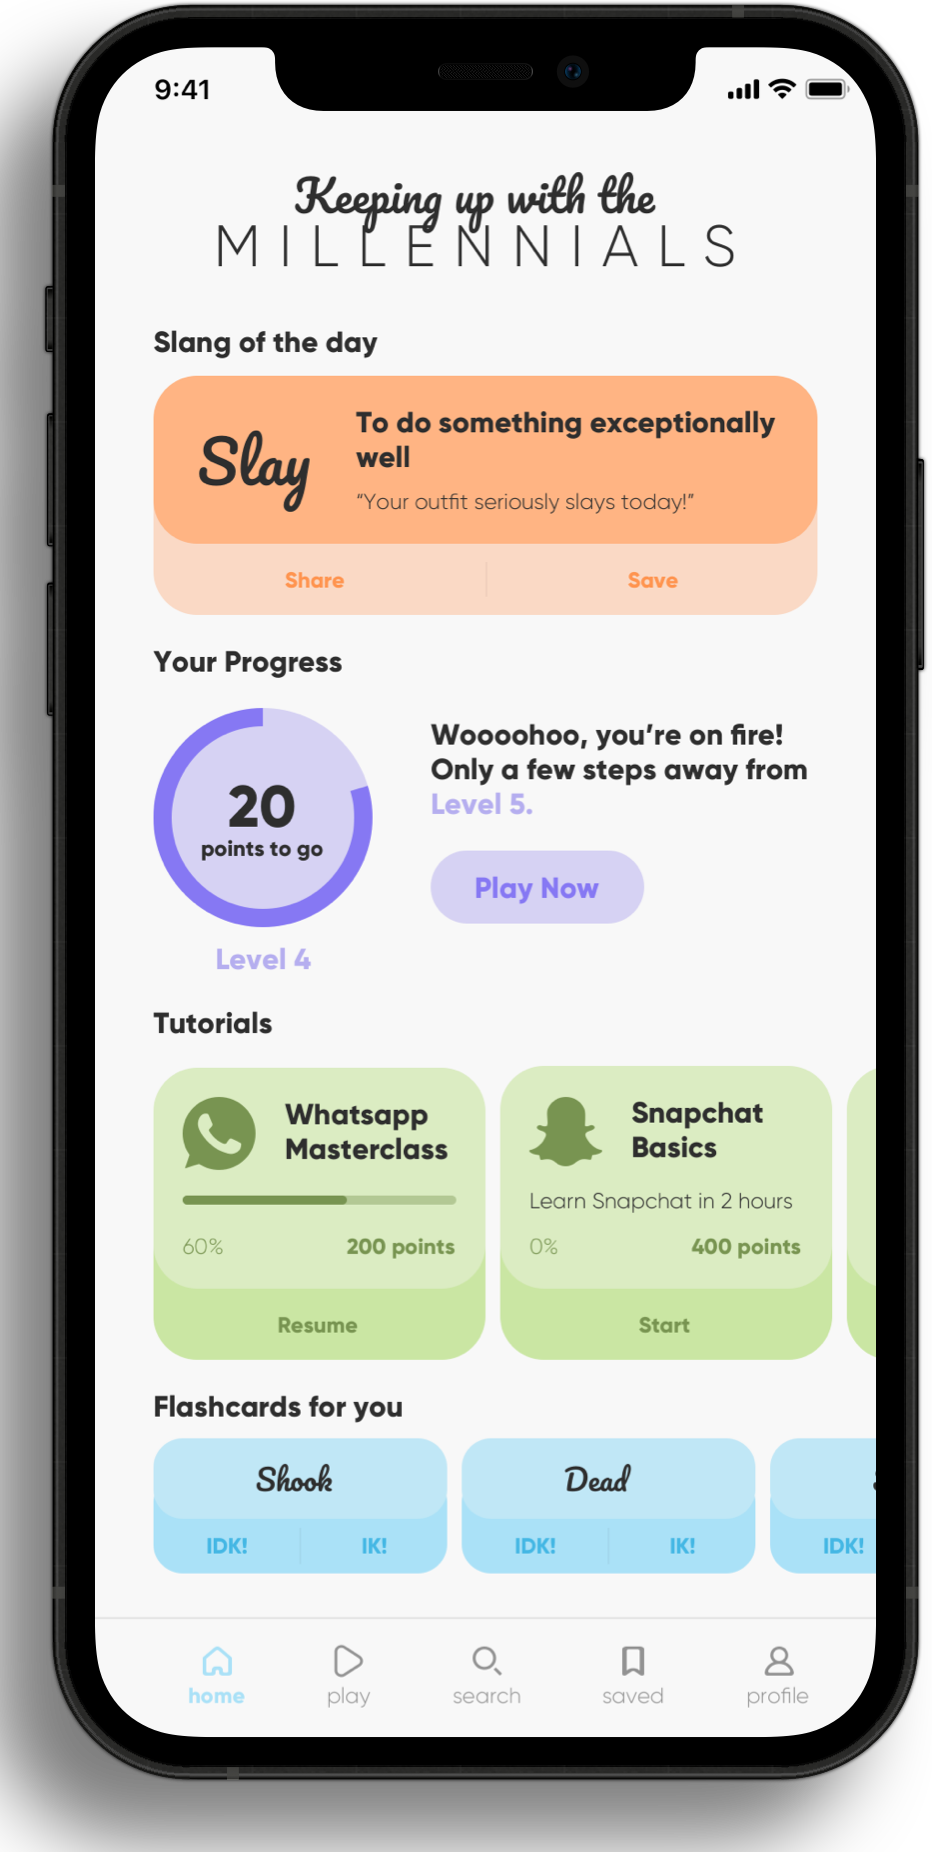 9:41
Keeping up with the
MILLENNIALS
Slang of the day
Slay
To do something exceptionally
well
“Your outfit seriously slays today!”
Share
Save
Your Progress
20
points to go
Level 4
Woooohoo, you’re on fire!
Only a few steps away from
Level 5.
Play Now
Tutorials
Whatsapp
Masterclass
60%
200 points
Resume
Snapchat
Basics
Learn Snapchat in 2 hours
0%
400 points
Start
Flashcards for you
Shook
IDK!
IK!
Dead
IDK!
IK!
IDK!
home
play
search
saved
profile